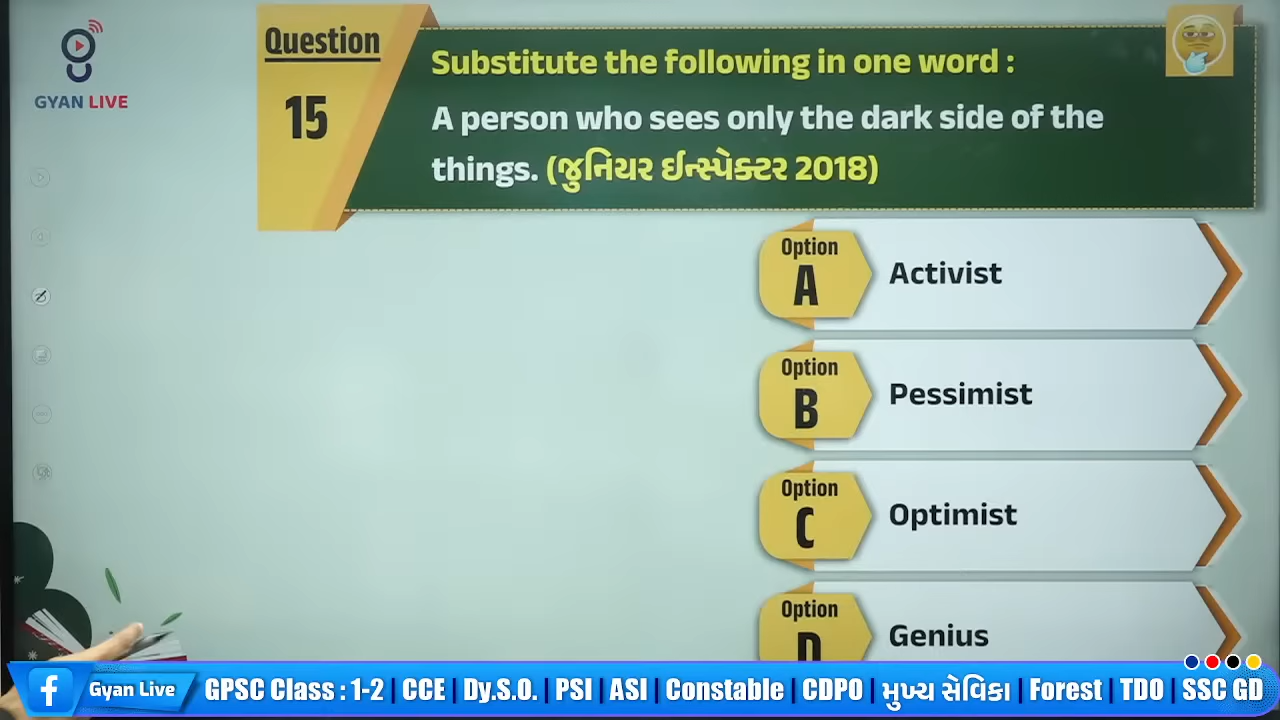 GYAN LIVE
Question
15
Substitute the following in one word :
A person who sees only the dark side of the
things. (જુનિયર ઈન્સ્પેક્ટર 2018)
Option
A
Activist
Option
B
Pessimist
Option
C
Optimist
Option
D
Genius
Gyan Live
GPSC Class : 1-2 | CCE | Dy.S.O. | PSI | ASI | Constable | CDPO | મુખ્ય સેવિકા | Forest | TDO | SSC GD